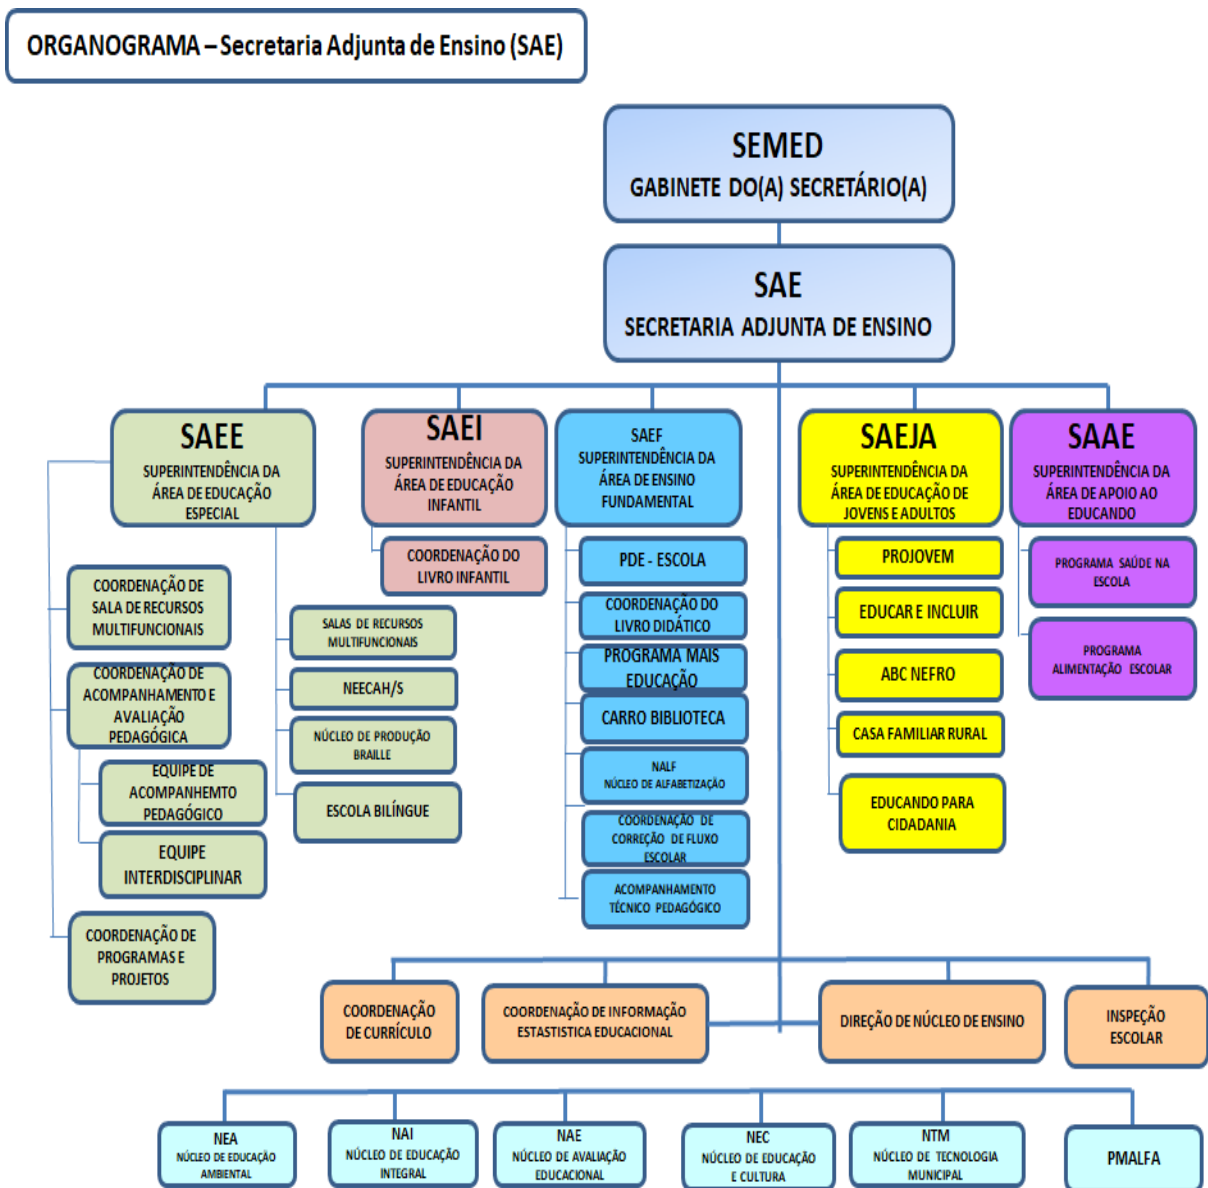 ORGANOGRAMA – Secretaria Adjunta de Ensino (SAE)
SEMED
GABINETE DO(A) SECRETÁRIO(A)
SAE
SECRETARIA ADJUNTA DE ENSINO
SAEE
SUPERINTENDÊNCIA DA
ÁREA DE EDUCAÇÃO
ESPECIAL
SAEI
SUPERINTENDÊNCIA DA
ÁREA DE EDUCAÇÃO
INFANTIL
SAEF
SUPERINTENDÊNCIA DA
ÁREA DE ENSINO
FUNDAMENTAL
SAEJA
SUPERINTENDÊNCIA DA
ÁREA DE EDUCAÇÃO DE
JOVENS E ADULTOS
SAAE
SUPERINTENDÊNCIA DA
ÁREA DE APOIO AO
EDUCANDO
COORDENAÇÃO DE
SALA DE RECURSOS
MULTIFUNCIONAIS
COORDENAÇÃO DE
ACOMPANHAMENTO E
AVALIAÇÃO
PEDAGÓGICA
EQUIPE DE
ACOMPANHEMTO
PEDAGÓGICO
EQUIPE
INTERDISCIPLINAR
COORDENAÇÃO DE
PROGRAMAS E
PROJETOS
SALAS DE RECURSOS
MULTIFUNCIONAIS
NEECAH/S
NÚCLEO DE PRODUÇÃO
BRAILLE
ESCOLA BILÍNGUE
COORDENAÇÃO DO
LIVRO INFANTIL
PDE - ESCOLA
COORDENAÇÃO DO
LIVRO DIDÁTICO
PROGRAMA MAIS
EDUCAÇÃO
CARRO BIBLIOTECA
NALF
NÚCLEO DE ALFABETIZAÇÃO
COORDENAÇÃO DE
CORREÇÃO DE FLUXO
ESCOLAR
ACOMPANHAMENTO
TÉCNICO PEDAGÓGICO
PROJOVEM
EDUCAR E INCLUIR
ABC NEFRO
CASA FAMILIAR RURAL
EDUCANDO PARA
CIDADANIA
PROGRAMA SAÚDE NA
ESCOLA
PROGRAMA
ALIMENTAÇÃO ESCOLAR
COORDENAÇÃO
DE CURRÍCULO
COORDENAÇÃO DE INFORMAÇÃO
ESTASTISTICA EDUCACIONAL
DIREÇÃO DE NÚCLEO DE ENSINO
INSPEÇÃO
ESCOLAR
NEA
NÚCLEO DE EDUCAÇÃO
AMBIENTAL
NAI
NÚCLEO DE EDUCAÇÃO
INTEGRAL
NAE
NÚCLEO DE AVALIAÇÃO
EDUCACIONAL
NEC
NÚCLEO DE EDUCAÇÃO
E CULTURA
NTM
NÚCLEO DE TECNOLOGIA
MUNICIPAL
PMALFA